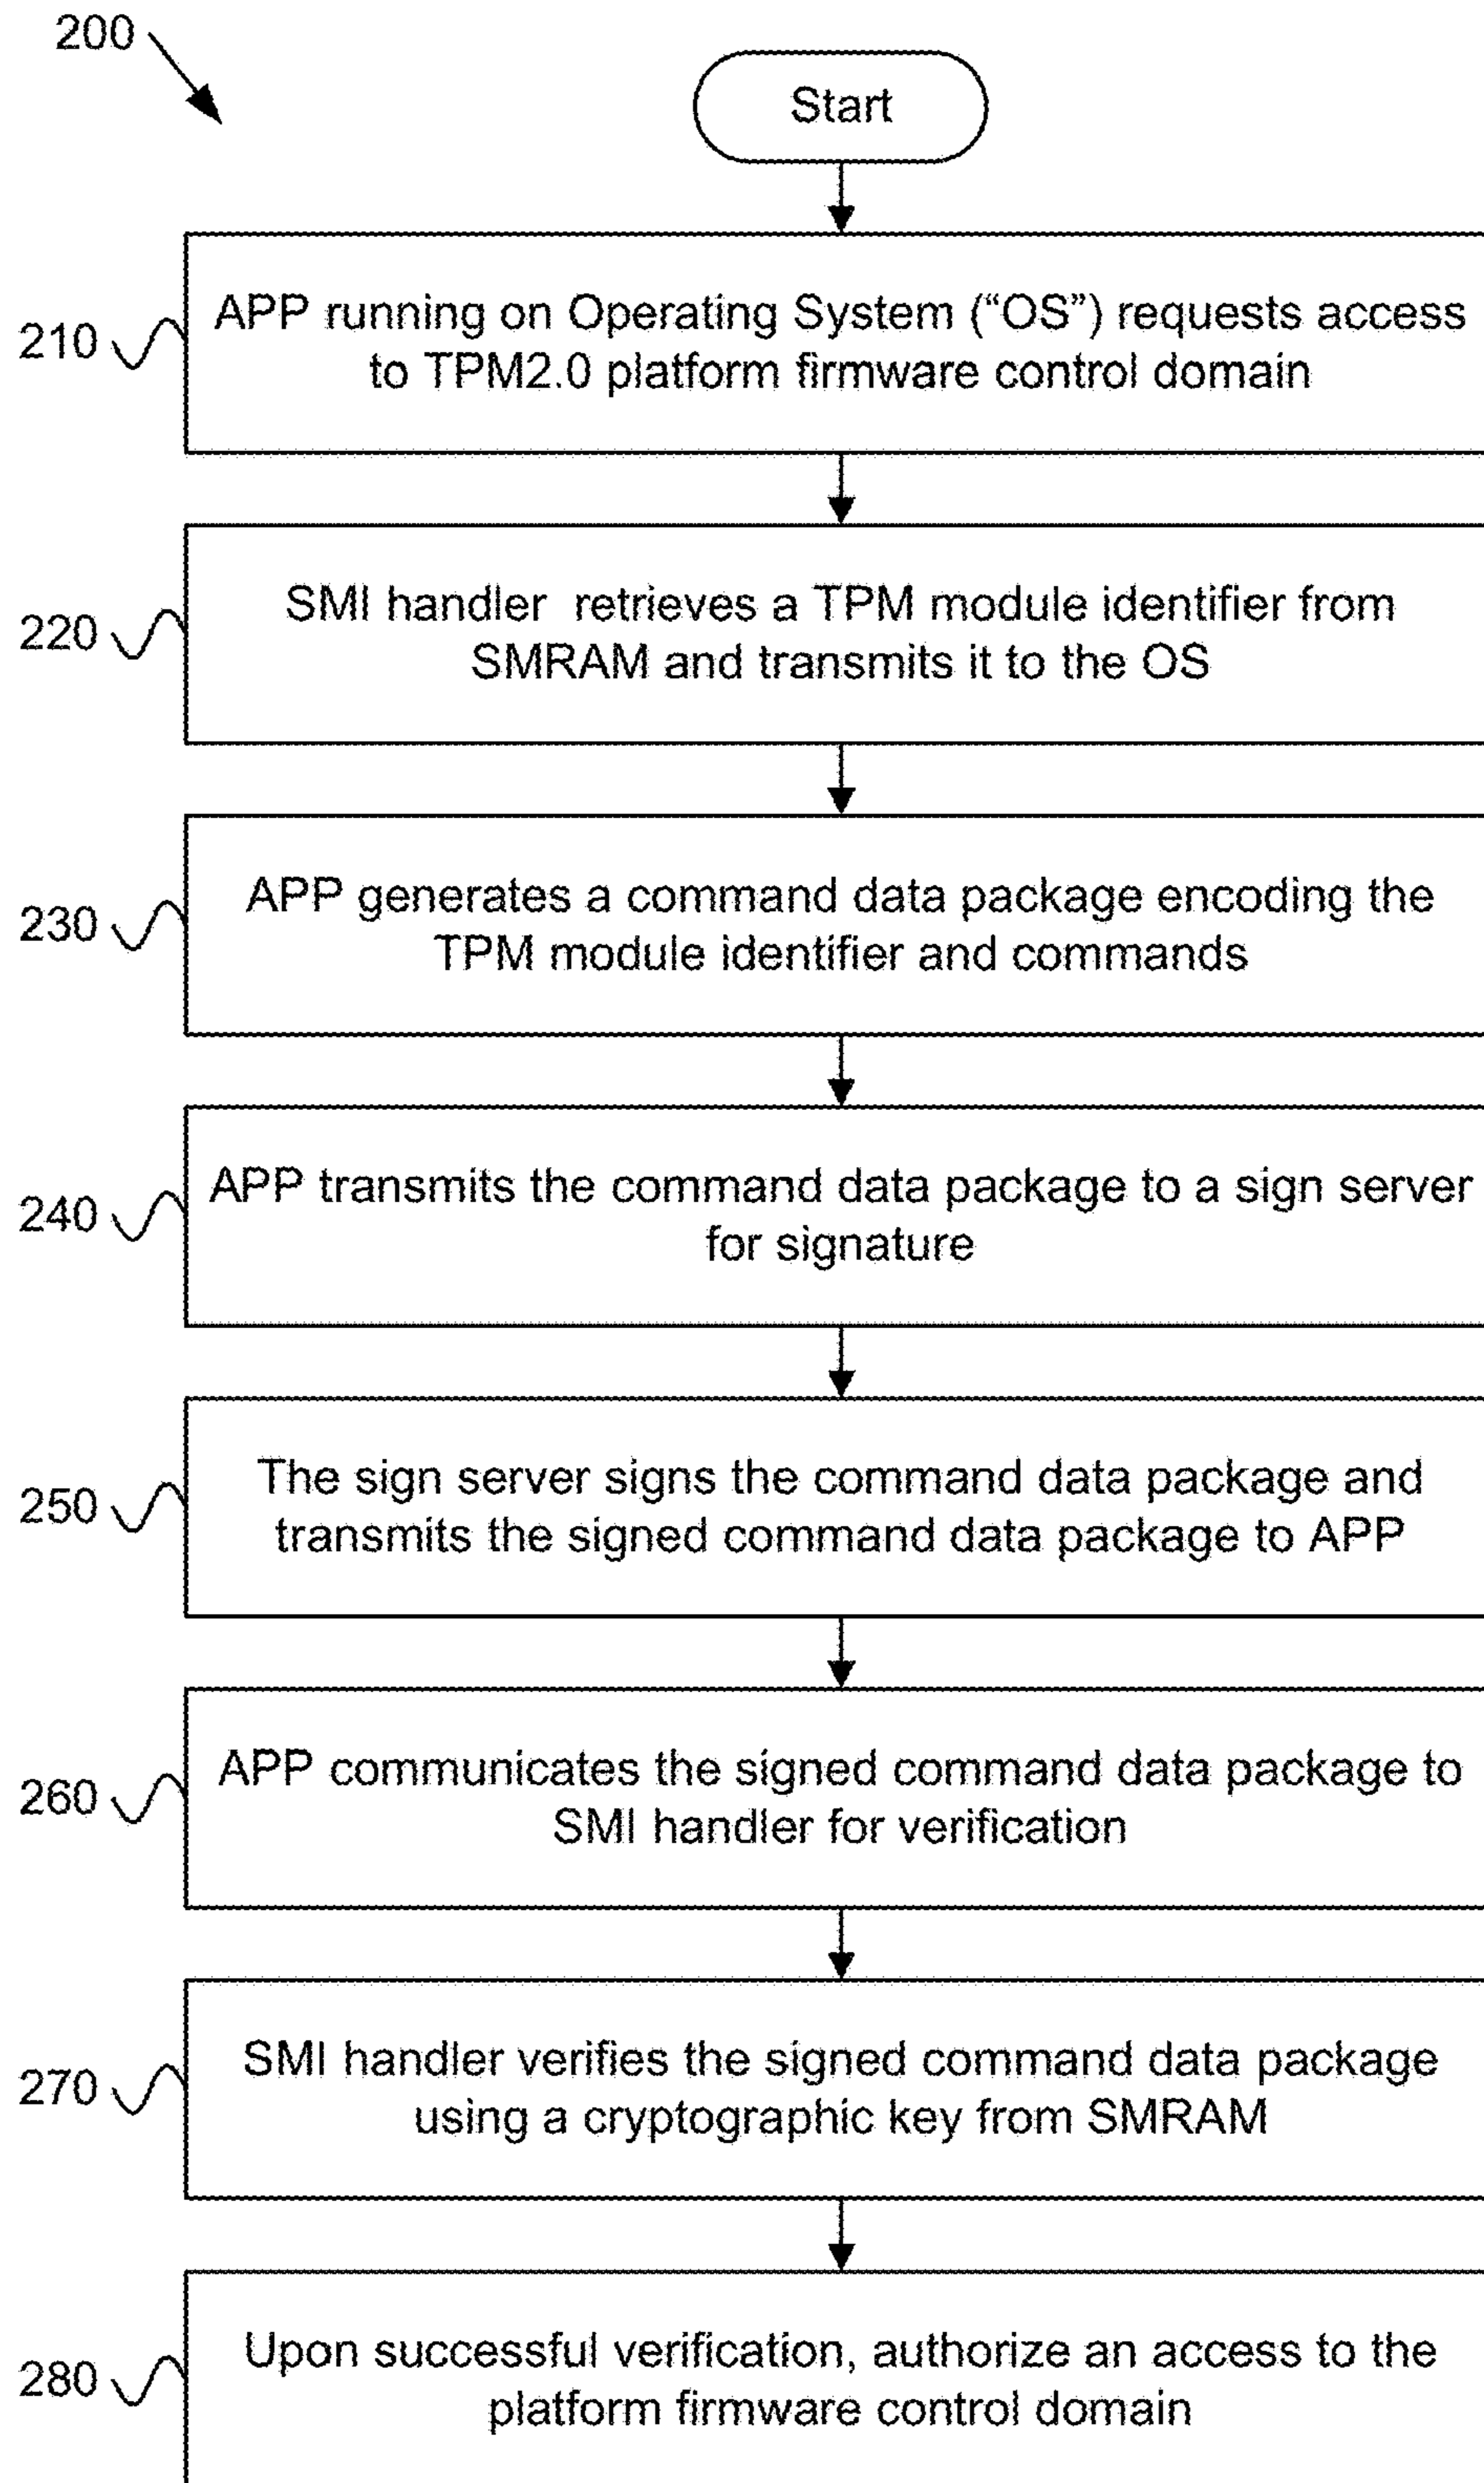 200
Start
210
APP running on Operating System (“OS”) requests access
to TPM2.0 platform firmware control domain
220
SMI handler retrieves a TPM module identifier from
SMRAM and transmits it to the OS
230
APP generates a command data package encoding the
TPM module identifier and commands
240
APP transmits the command data package to a sign server
for signature
250
The sign server signs the command data package and
transmits the signed command data package to APP
260
APP communicates the signed command data package to
SMI handler for verification
270
SMI handler verifies the signed command data package
using a cryptographic key from SMRAM
280
Upon successful verification, authorize an access to the
platform firmware control domain